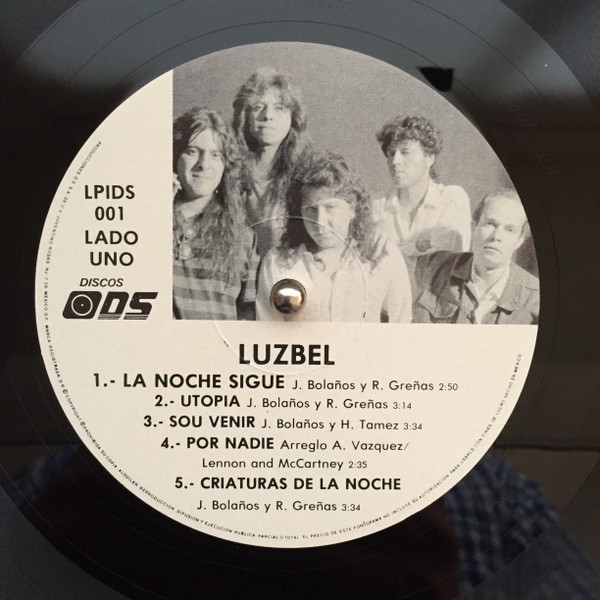 LPIDS
001
LADO
UNO
DISCOS
DS
LUZBEL
1.- LA NOCHE SIGUE J. Bolaños y R. Greñas 2:50
2.- UTOPIA J. Bolaños y R. Greñas 3:14
3.- SOU VENIR J. Bolaños y H. Tamez 3:34
4.- POR NADIE Arreglo A. Vazquez/
Lennon and McCartney 2:35
5.- CRIATURAS DE LA NOCHE
J. Bolaños y R. Greñas 3:34